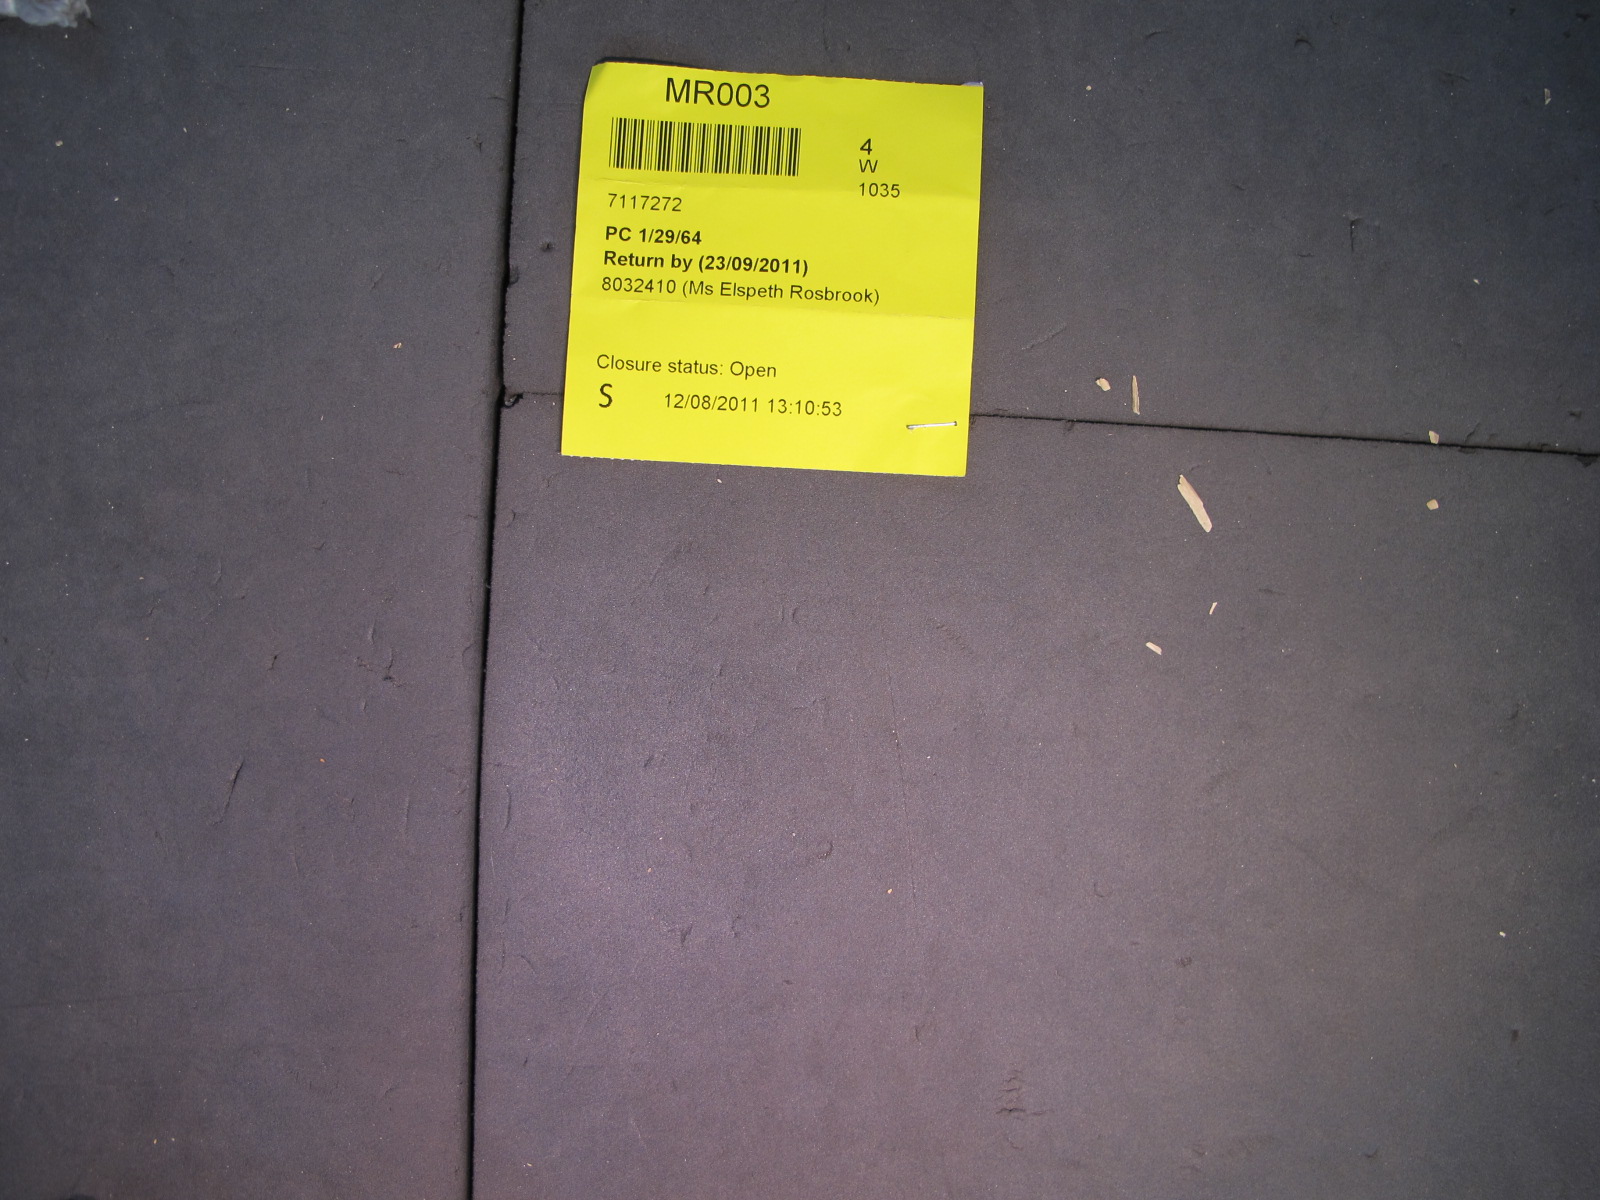 MR003
4
W
1035
7117272
PC 1/29/64
Return by (23/09/2011)
8032410 (Ms Elspeth Rosbrook)
Closure status: Open
S 12/08/2011 13:10:53